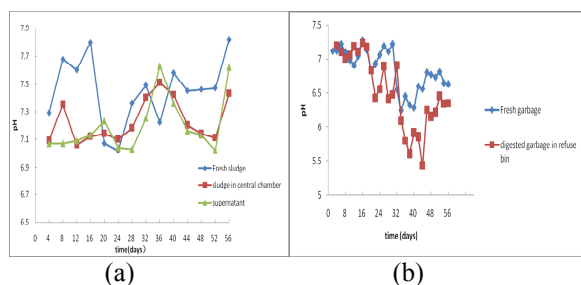 7.9
7.7
7.5
7.3
7.1
6.9
6.7
6.5
pH
0 4 8 12 16 20 24 28 32 36 40 44 48 52 56
time(days)
Fresh sludge
sludge in central chamber
supernatant
(a)
7.5
7
6.5
6
5.5
5
pH
0 8 16 24 32 40 48 56
time (days)
Fresh garbage
digested garbage in refuse
bin
(b)